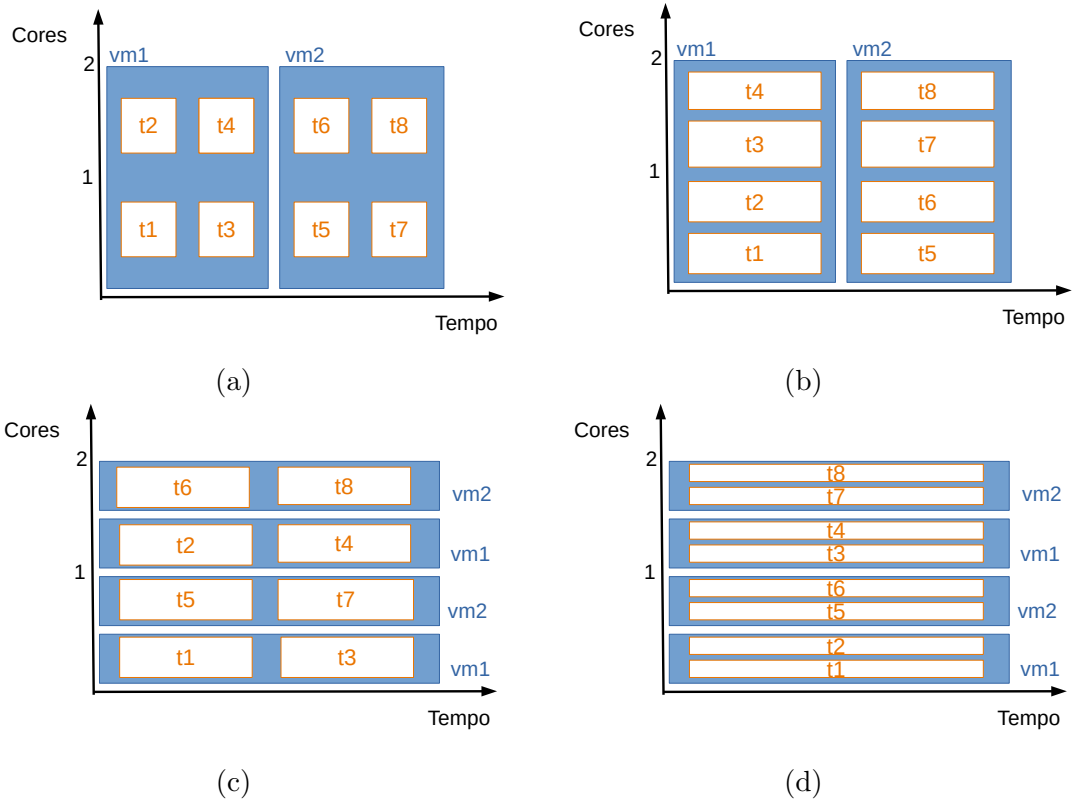 Cores
2
vm1
vm2
t2
t4
t6
t8
1
t1
t3
t5
t7
Tempo
(a)
Cores
2
vm1
vm2
t4
t8
t3
t7
1
t2
t6
t1
t5
Tempo
(b)
Cores
2
t6
t8
vm2
t2
t4
vm1
1
t5
t7
vm2
t1
t3
vm1
Tempo
(c)
Cores
2
t8
t7
vm2
t4
t3
vm1
1
t6
t5
vm2
t2
t1
vm1
Tempo
(d)